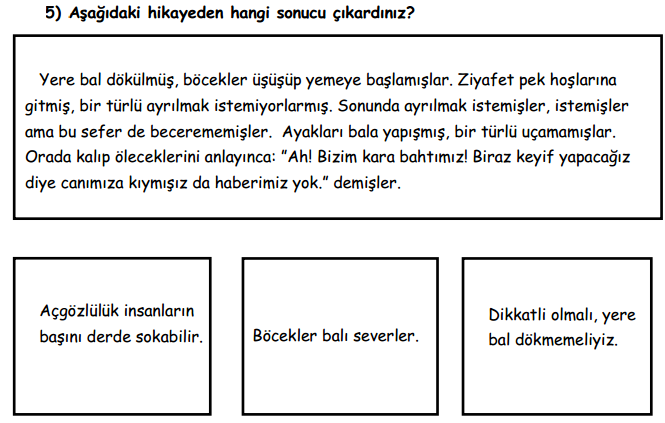 5) Aşağıdaki hikayeden hangi sonucu çıkardınız?
Yere bal dökülmüş, böcekler üşüşüp yemeye başlamışlar. Ziyafet pek hoşlarına
gitmiş, bir türlü ayrılmak istemiyorlarmış. Sonunda ayrılmak istemişler, istemişler
ama bu sefer de becerememişler. Ayakları bala yapışmış, bir türlü uçamamışlar.
Orada kalıp öleceklerini anlayınca: ”Ah! Bizim kara bahtımız! Biraz keyif yapacağız
diye canımıza kıymışız da haberimiz yok.” demişler.
Açgözlülük insanların
başını derde sokabilir.
Böcekler balı severler.
Dikkatli olmalı, yere
bal dökmemeliyiz.